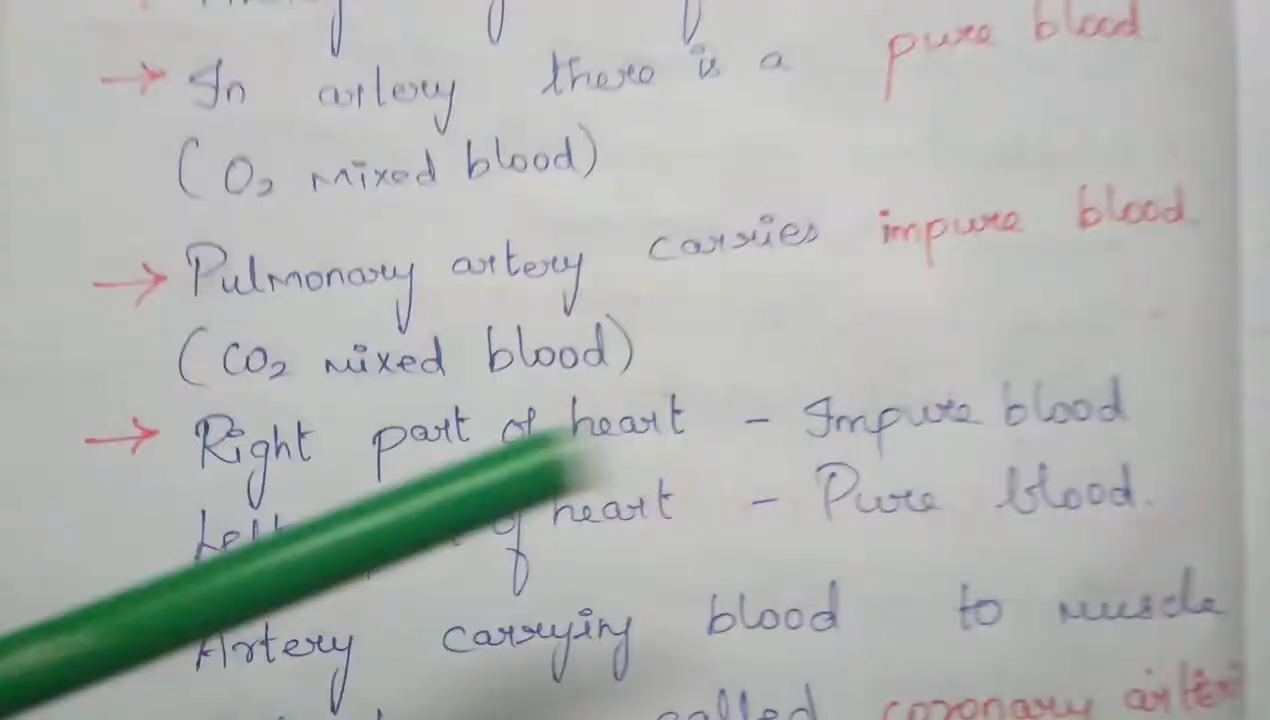 → In artery there is a pure blood
(O2 mixed blood)
→ Pulmonary artery carries impure blood
(CO2 mixed blood)
→ Right part of heart - Impure blood
of heart - Pure blood.
Artery carrying blood to muscle
called coronary